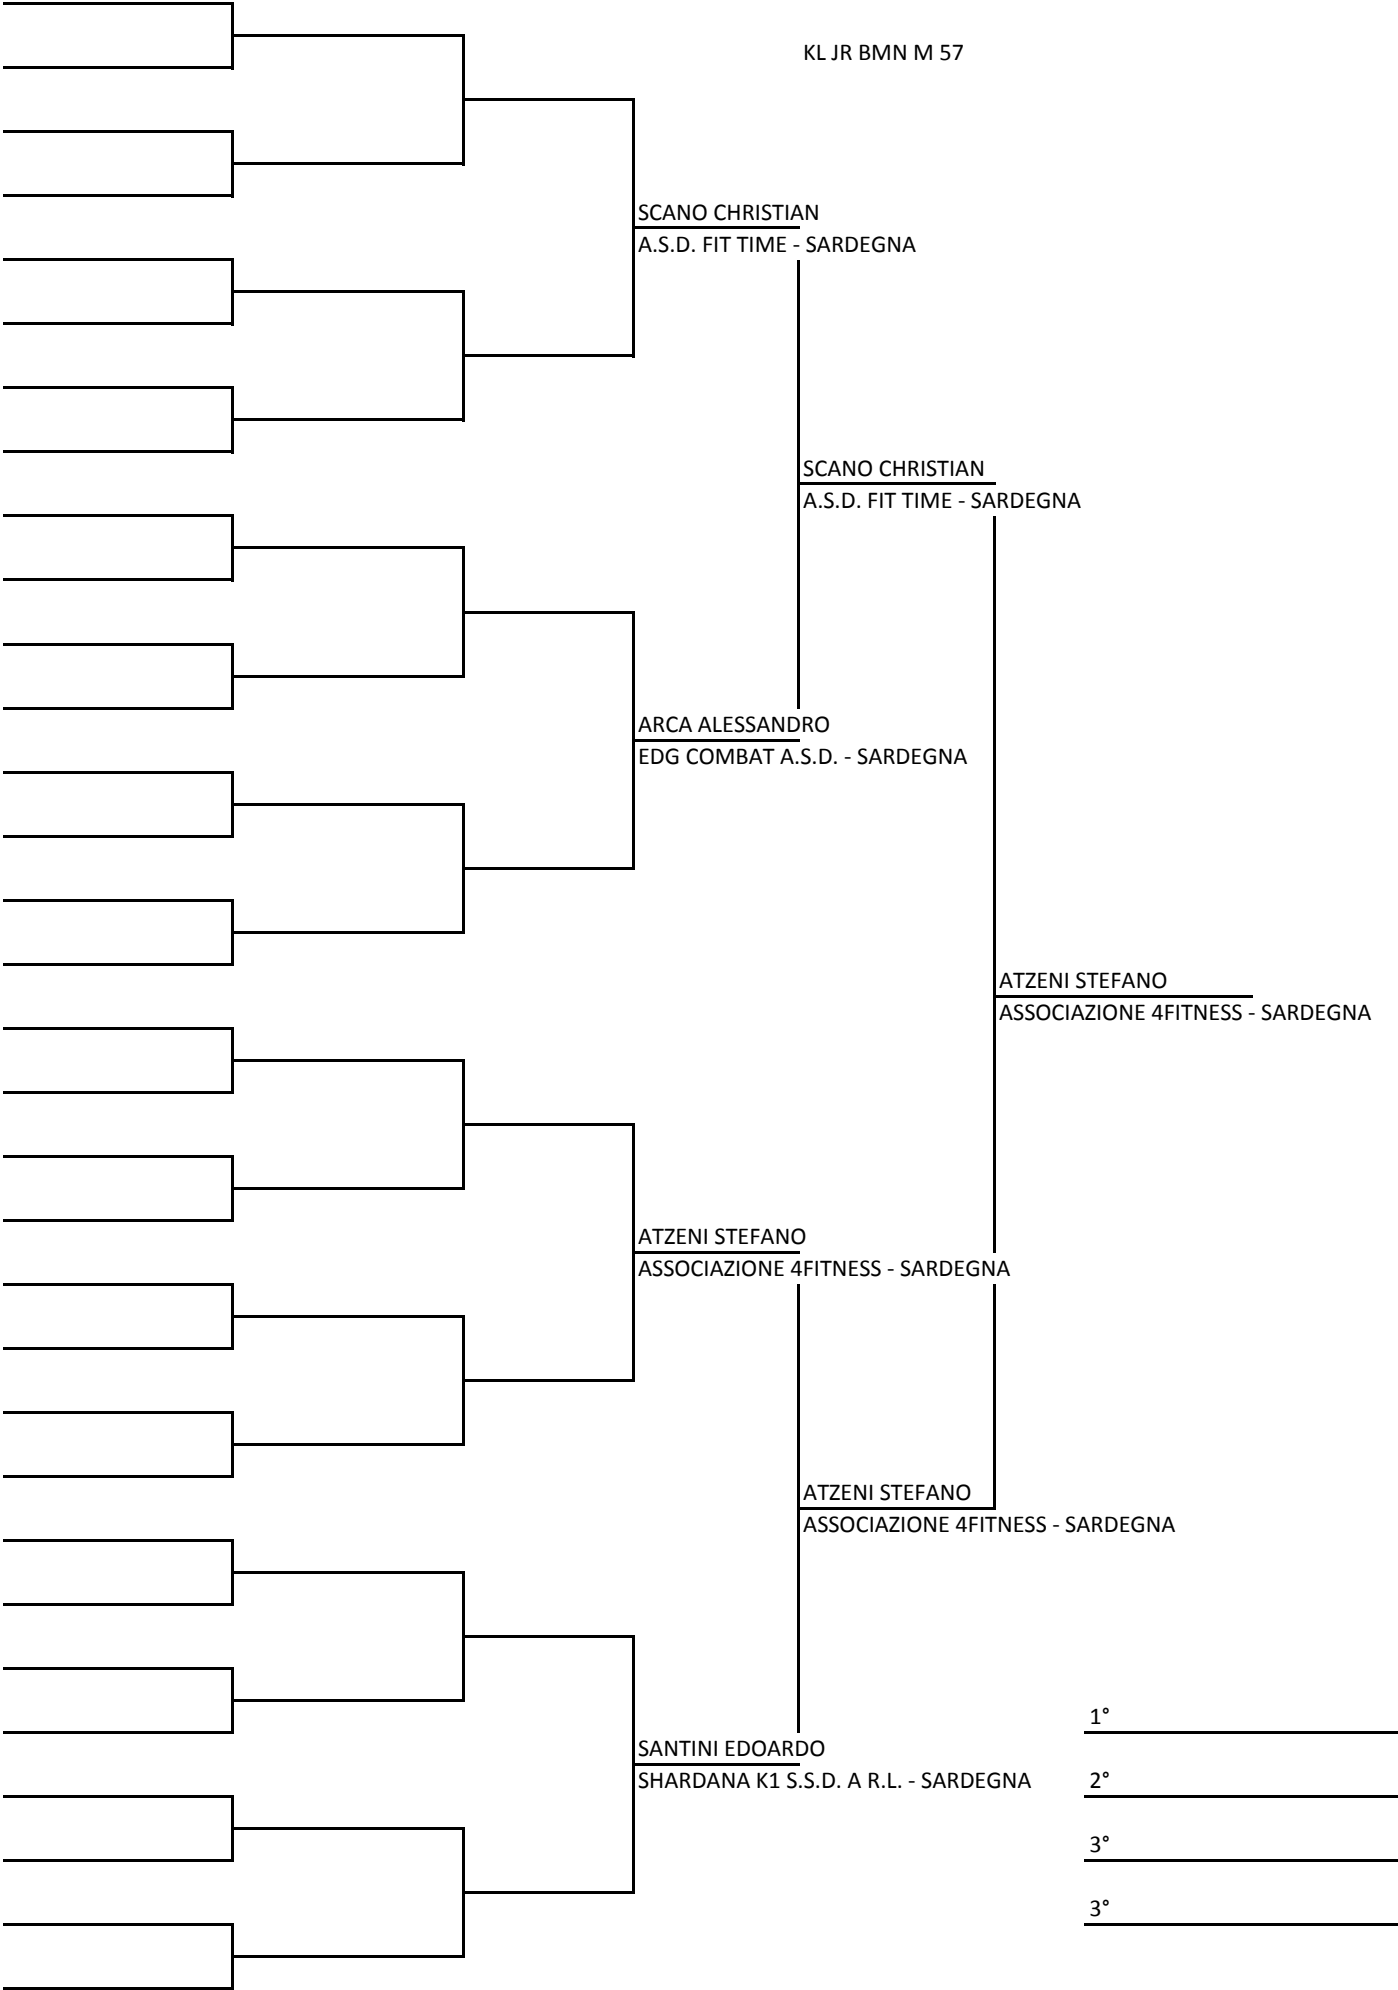 KL JR BMN M 57
SCANO CHRISTIAN
A.S.D. FIT TIME - SARDEGNA
SCANO CHRISTIAN
A.S.D. FIT TIME - SARDEGNA
ARCA ALESSANDRO
EDG COMBAT A.S.D. - SARDEGNA
ATZENI STEFANO
ASSOCIAZIONE 4FITNESS - SARDEGNA
ATZENI STEFANO
ASSOCIAZIONE 4FITNESS - SARDEGNA
ATZENI STEFANO
ASSOCIAZIONE 4FITNESS - SARDEGNA
SANTINI EDOARDO
SHARDANA K1 S.S.D. A R.L. - SARDEGNA
1°
2°
3°
3°